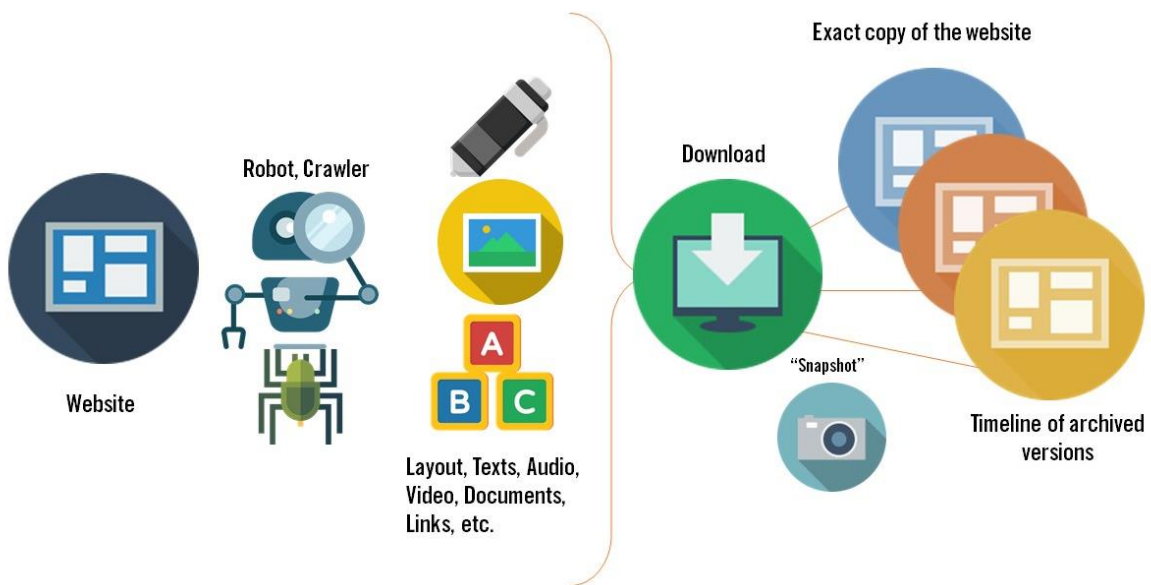 Website
Robot, Crawler
A
B C
Layout, Texts, Audio,
Video, Documents,
Links, etc.
Download
“Snapshot”
Exact copy of the website
Timeline of archived
versions